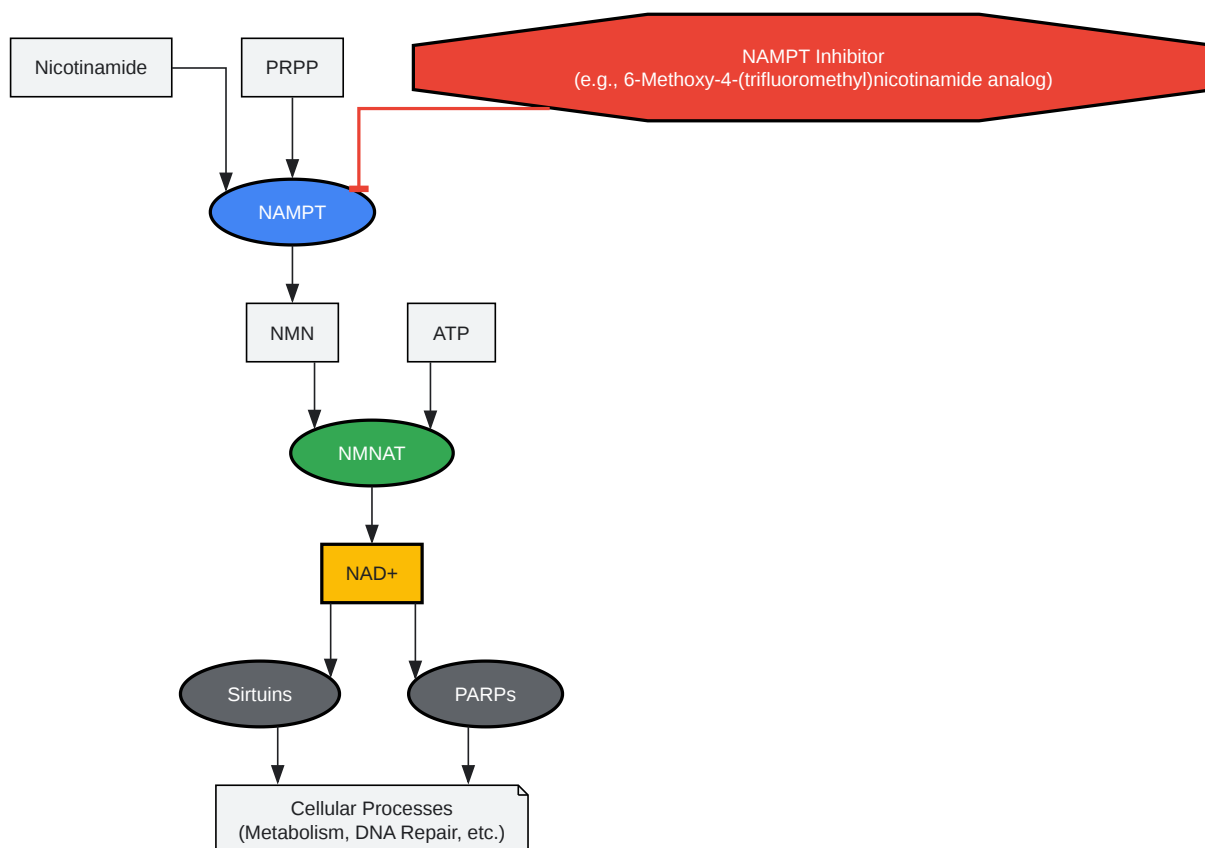 Nicotinamide
PRPP
NAMPT Inhibitor
(e.g., 6-Methoxy-4-(trifluoromethyl)nicotinamide analog)
NAMPT
NMN
ATP
NMNAT
NAD+
Sirtuins
PARPs
Cellular Processes
(Metabolism, DNA Repair, etc.)